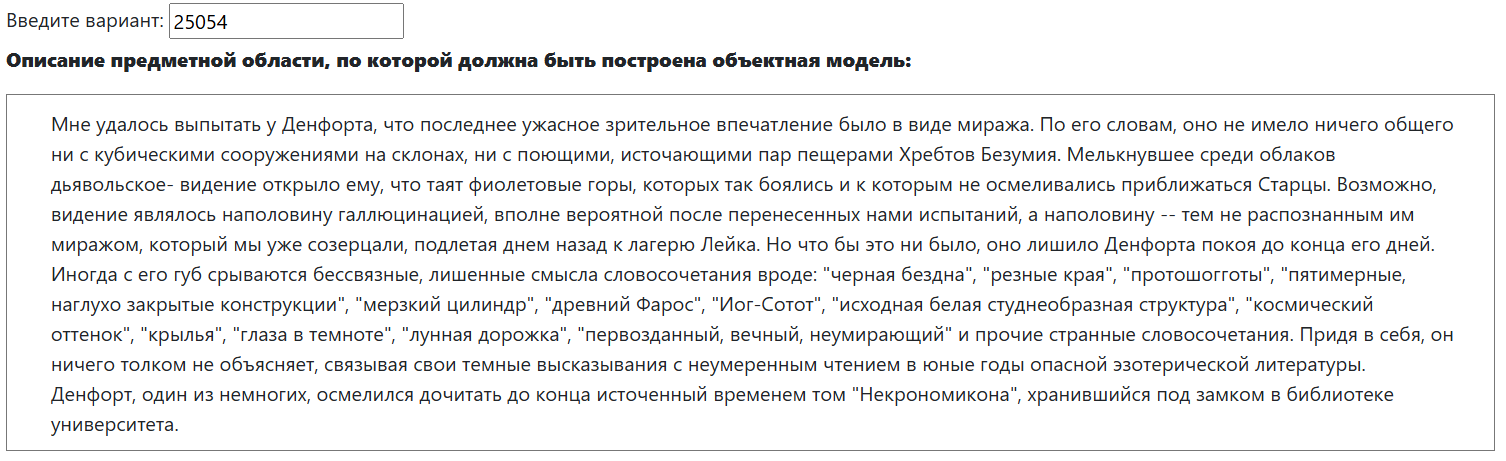 Введите вариант: 25054
Описание предметной области, по которой должна быть построена объектная модель:
Мне удалось выпытать у Денфорта, что последнее ужасное зрительное впечатление было в виде миража. По его словам, оно не имело ничего общего
ни с кубическими сооружениями на склонах, ни с поющими, источающими пар пещерами Хребтов Безумия. Мелькнувшее среди облаков
дьявольское- видение открыло ему, что таят фиолетовые горы, которых так боялись и к которым не осмеливались приближаться Старцы. Возможно,
видение являлось наполовину галлюцинацией, вполне вероятной после перенесенных нами испытаний, а наполовину -- тем не распознанным им
миражом, который мы уже созерцали, подлетая днем назад к лагерю Лейка. Но что бы это ни было, оно лишило Денфорта покоя до конца его дней.
Иногда с его губ срываются бессвязные, лишенные смысла словосочетания вроде: "черная бездна", "резные края", "протошогготы", "пятимерные,
наглухо закрытые конструкции", "мерзкий цилиндр", "древний Фарос", "Иог-Сотот", "исходная белая студнеобразная структура", "космический
оттенок", "крылья", "глаза в темноте", "лунная дорожка", "первозданный, вечный, неумирающий" и прочие странные словосочетания. Придя в себя, он
ничего толком не объясняет, связывая свои темные высказывания с неумеренным чтением в юные годы опасной эзотерической литературы.
Денфорт, один из немногих, осмелился дочитать до конца источенный временем том "Некрономикона", хранившийся под замком в библиотеке
университета.